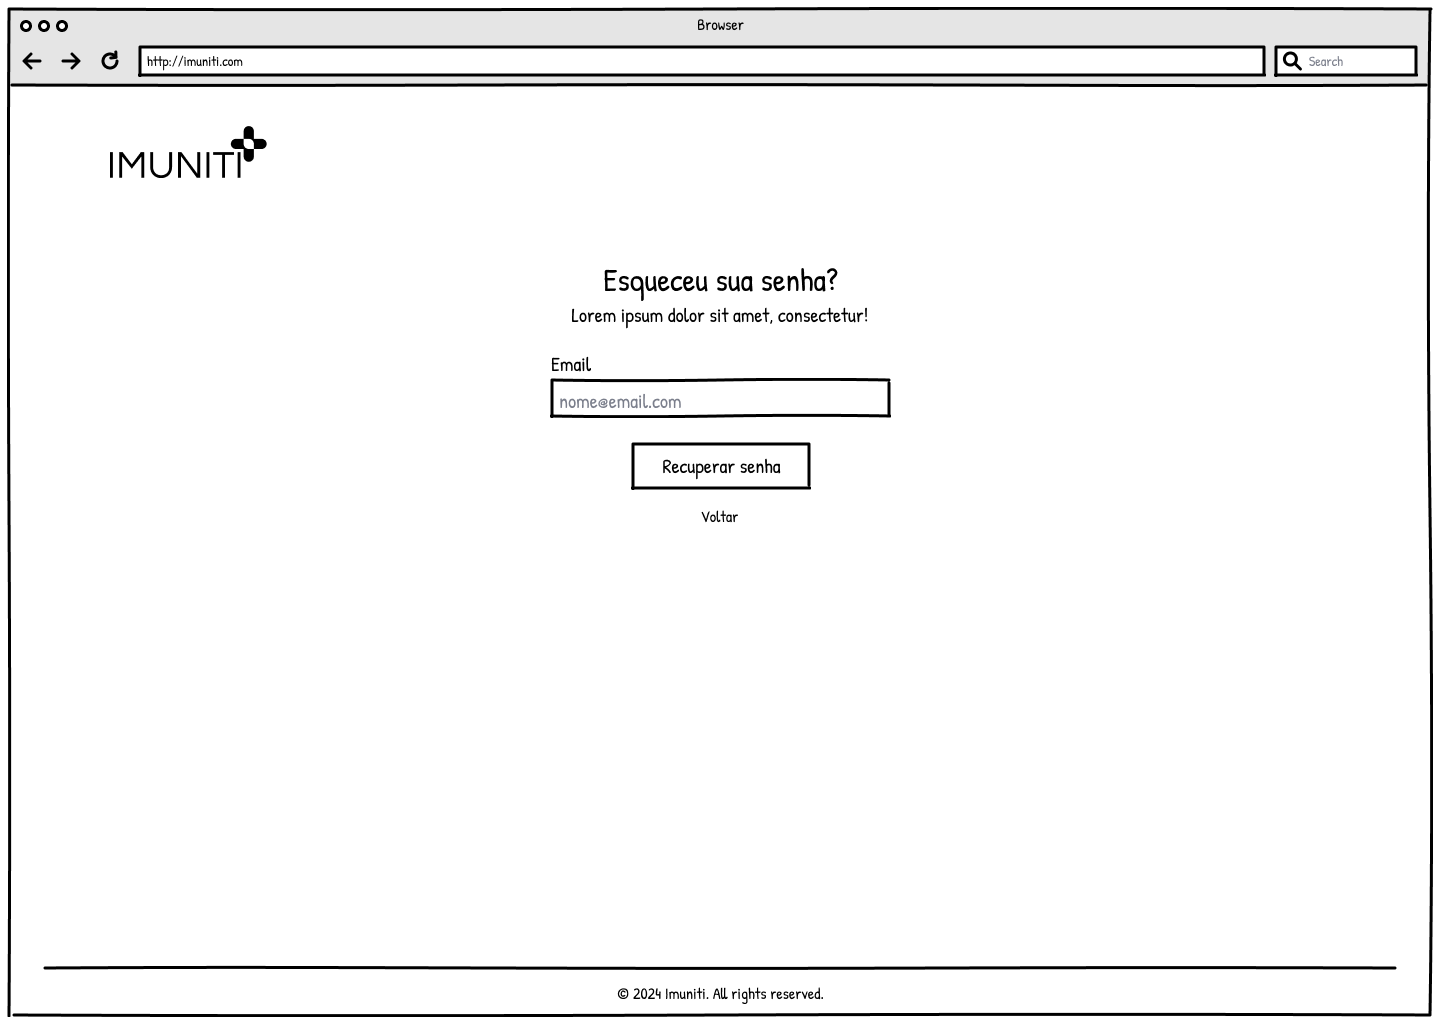 Browser
http://imuniti.com
Search
IMUNITI
Esqueceu sua senha?
Lorem ipsum dolor sit amet, consectetur!
Email
nome@email.com
Recuperar senha
Voltar
© 2024 Imuniti. All rights reserved.